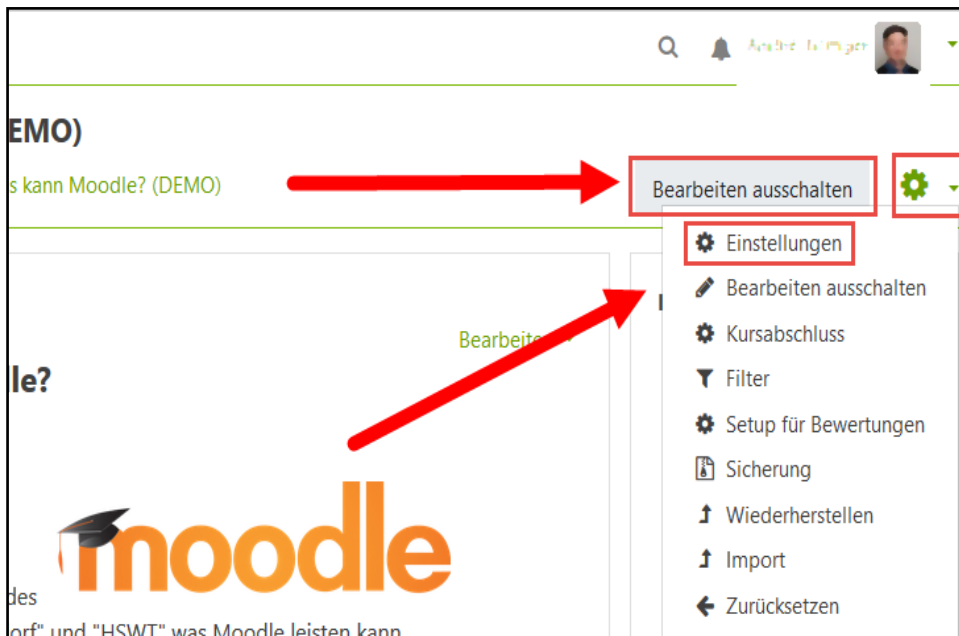 EMO)
s kann Moodle? (DEMO)
Bearbeiten ausschalten
Einstellungen
Bearbeiten ausschalten
Kursabschluss
Filter
Setup für Bewertungen
Sicherung
Wiederherstellen
Import
Zurücksetzen
le?
moodle
des
orf" und "HSWT" was Moodle leisten kann